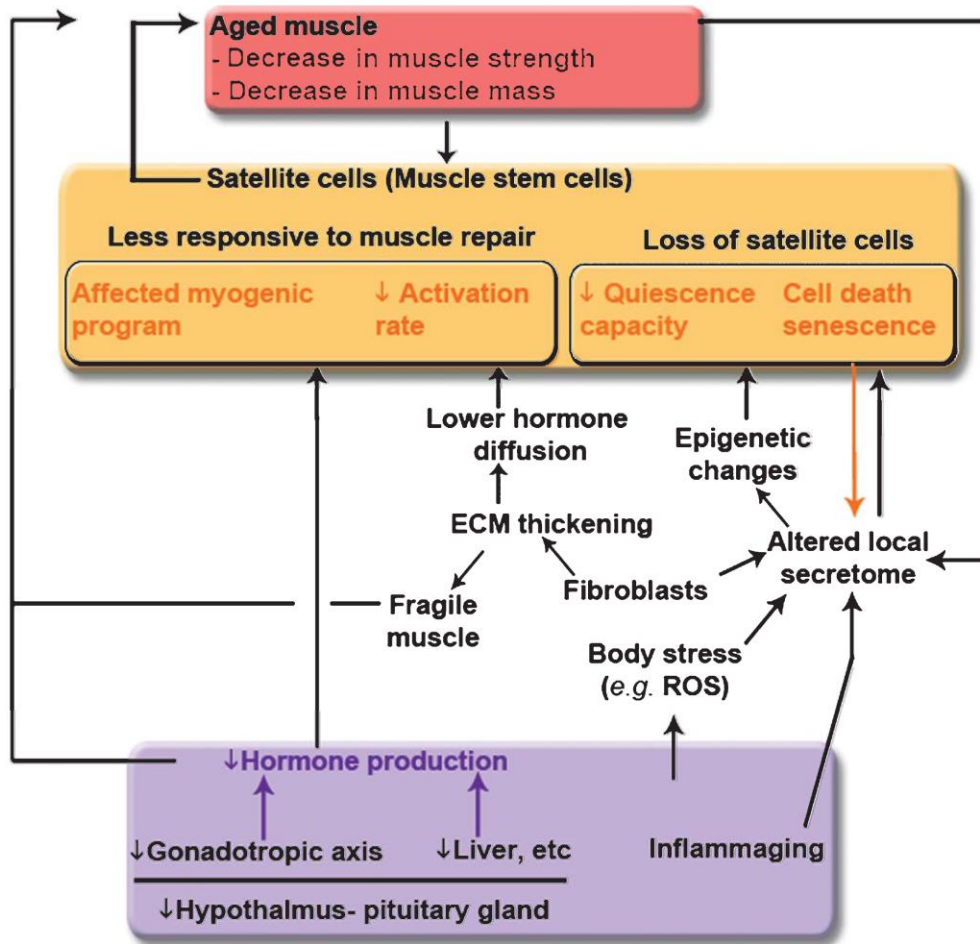 Aged muscle
- Decrease in muscle strength
- Decrease in muscle mass
Satellite cells (Muscle stem cells)
Less responsive to muscle repair
Loss of satellite cells
Affected myogenic
program
↓ Activation
rate
↓ Quiescence
capacity
Cell death
senescence
Lower hormone
diffusion
Epigenetic
changes
ECM thickening
Altered local
secretome
Fibroblasts
Fragile
muscle
Body stress
(e.g. ROS)
↓Hormone production
↓Gonadotropic axis
↓Liver, etc
Inflammaging
↓Hypothalmus- pituitary gland